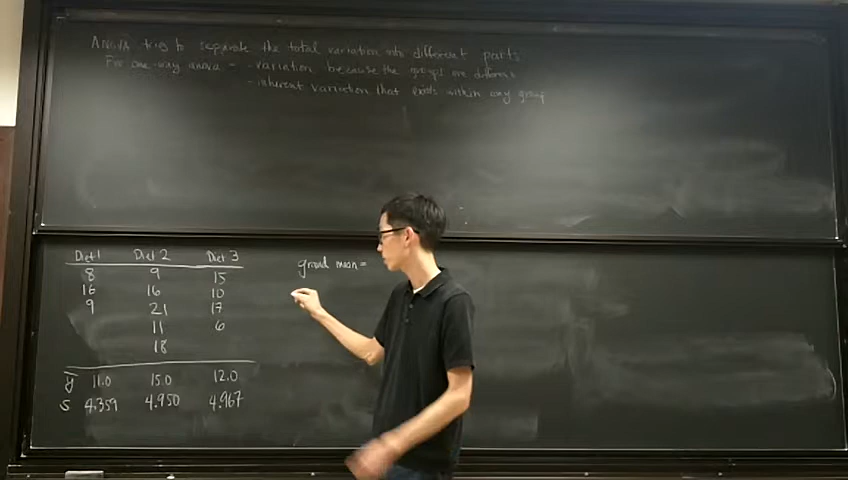 ANOVA tries to separate the total variation into different parts
For one-way anova - - variation because the groups are different
- inherent variation that exists within any group
Diet 1 Diet 2 Diet 3
8 9 15
16 16 10
9 21 17
11 6
18
ȳ 11.0 15.0 12.0
s 4.359 4.950 4.967
grand mean =